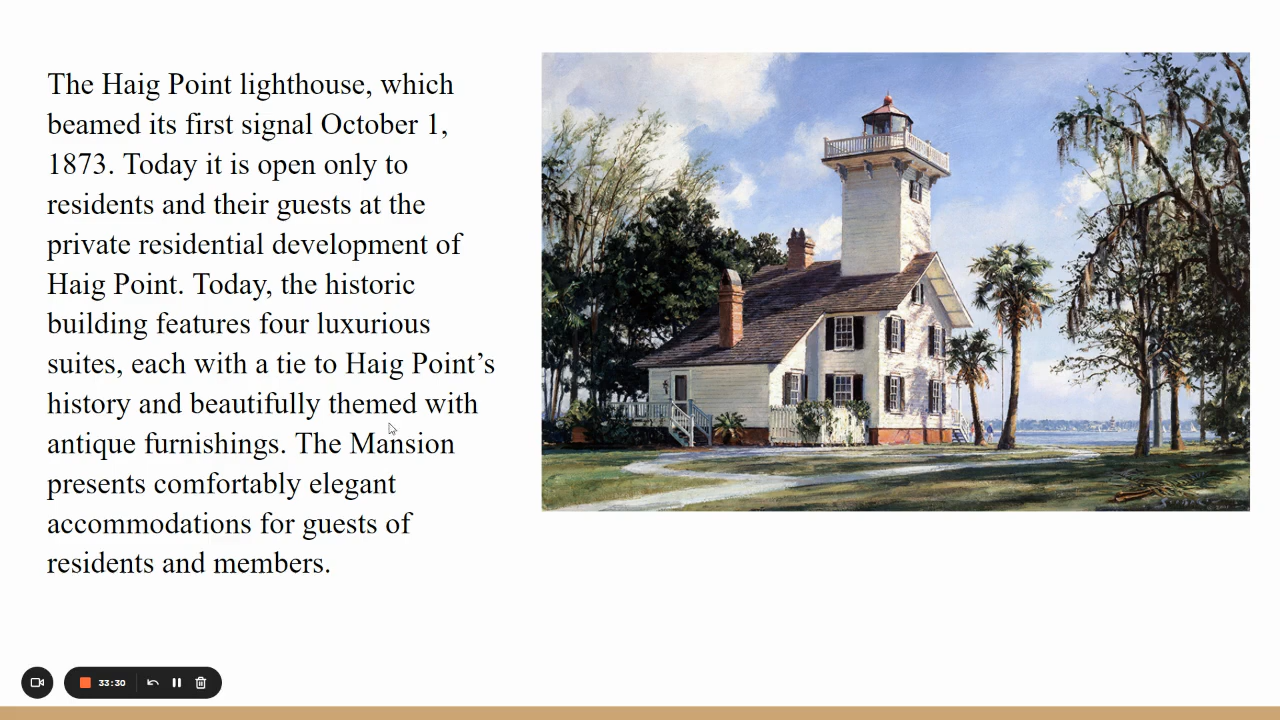 The Haig Point lighthouse, which
beamed its first signal October 1,
1873. Today it is open only to
residents and their guests at the
private residential development of
Haig Point. Today, the historic
building features four luxurious
suites, each with a tie to Haig Point’s
history and beautifully themed with
antique furnishings. The Mansion
presents comfortably elegant
accommodations for guests of
residents and members.
33:30